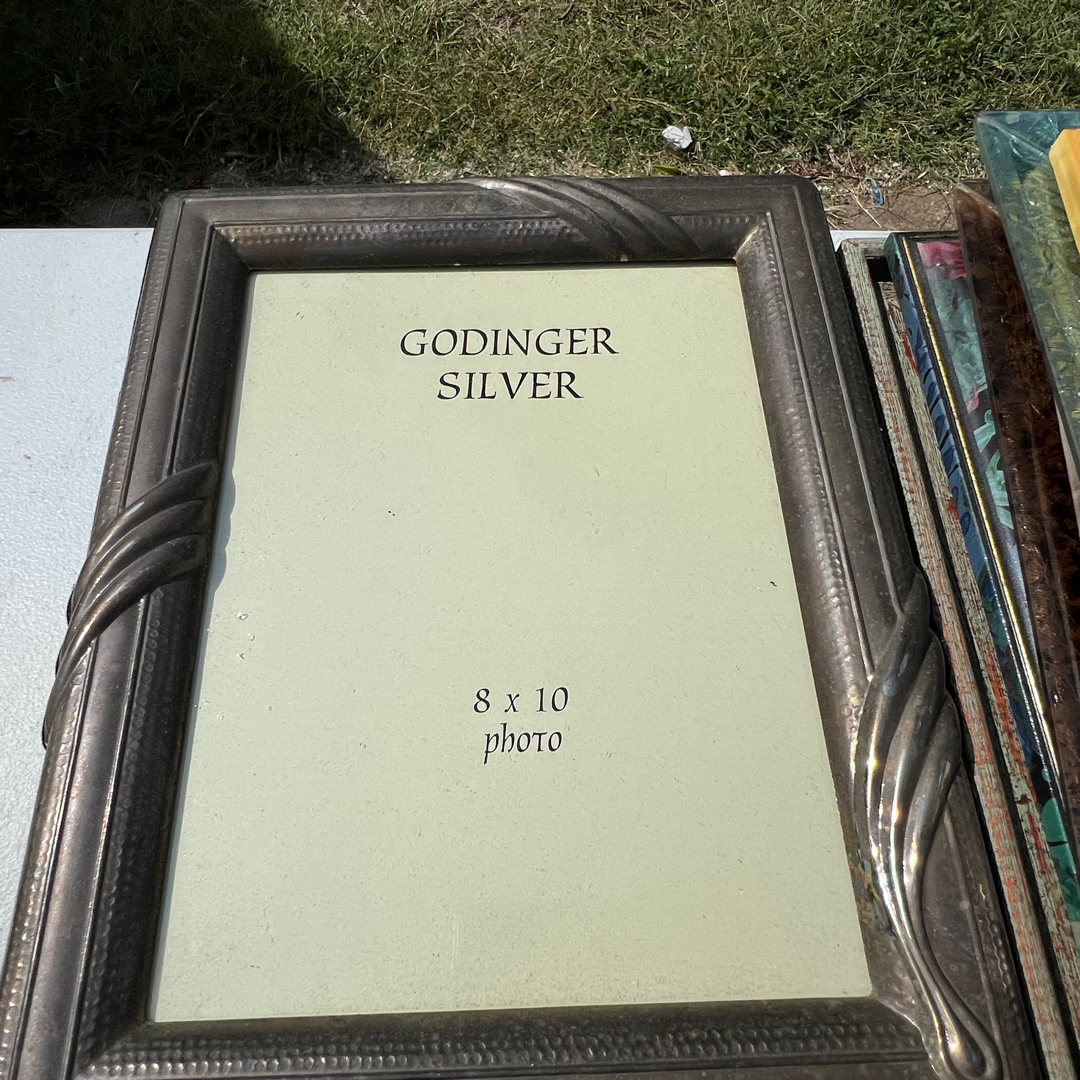 GODINGER
SILVER
8 x 10
photo